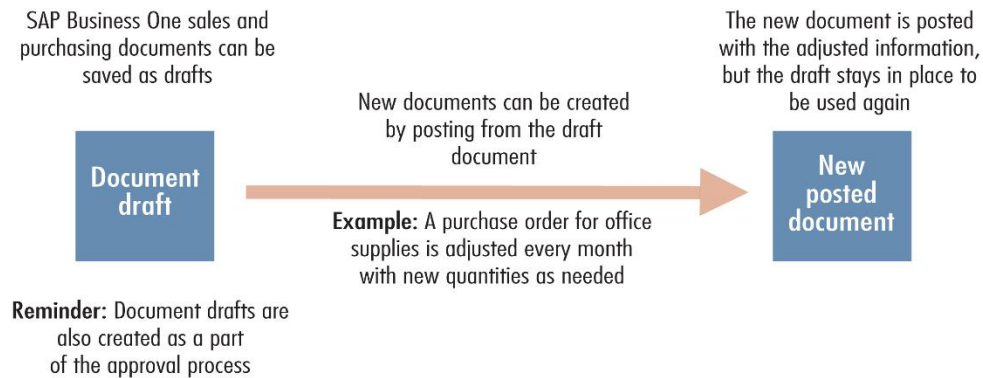 SAP Business One sales and
purchasing documents can be
saved as drafts
Document
draft
Reminder: Document drafts are
also created as a part
of the approval process
New documents can be created
by posting from the draft
document
Example: A purchase order for office
supplies is adjusted every month
with new quantities as needed
The new document is posted
with the adjusted information,
but the draft stays in place to
be used again
New
posted
document